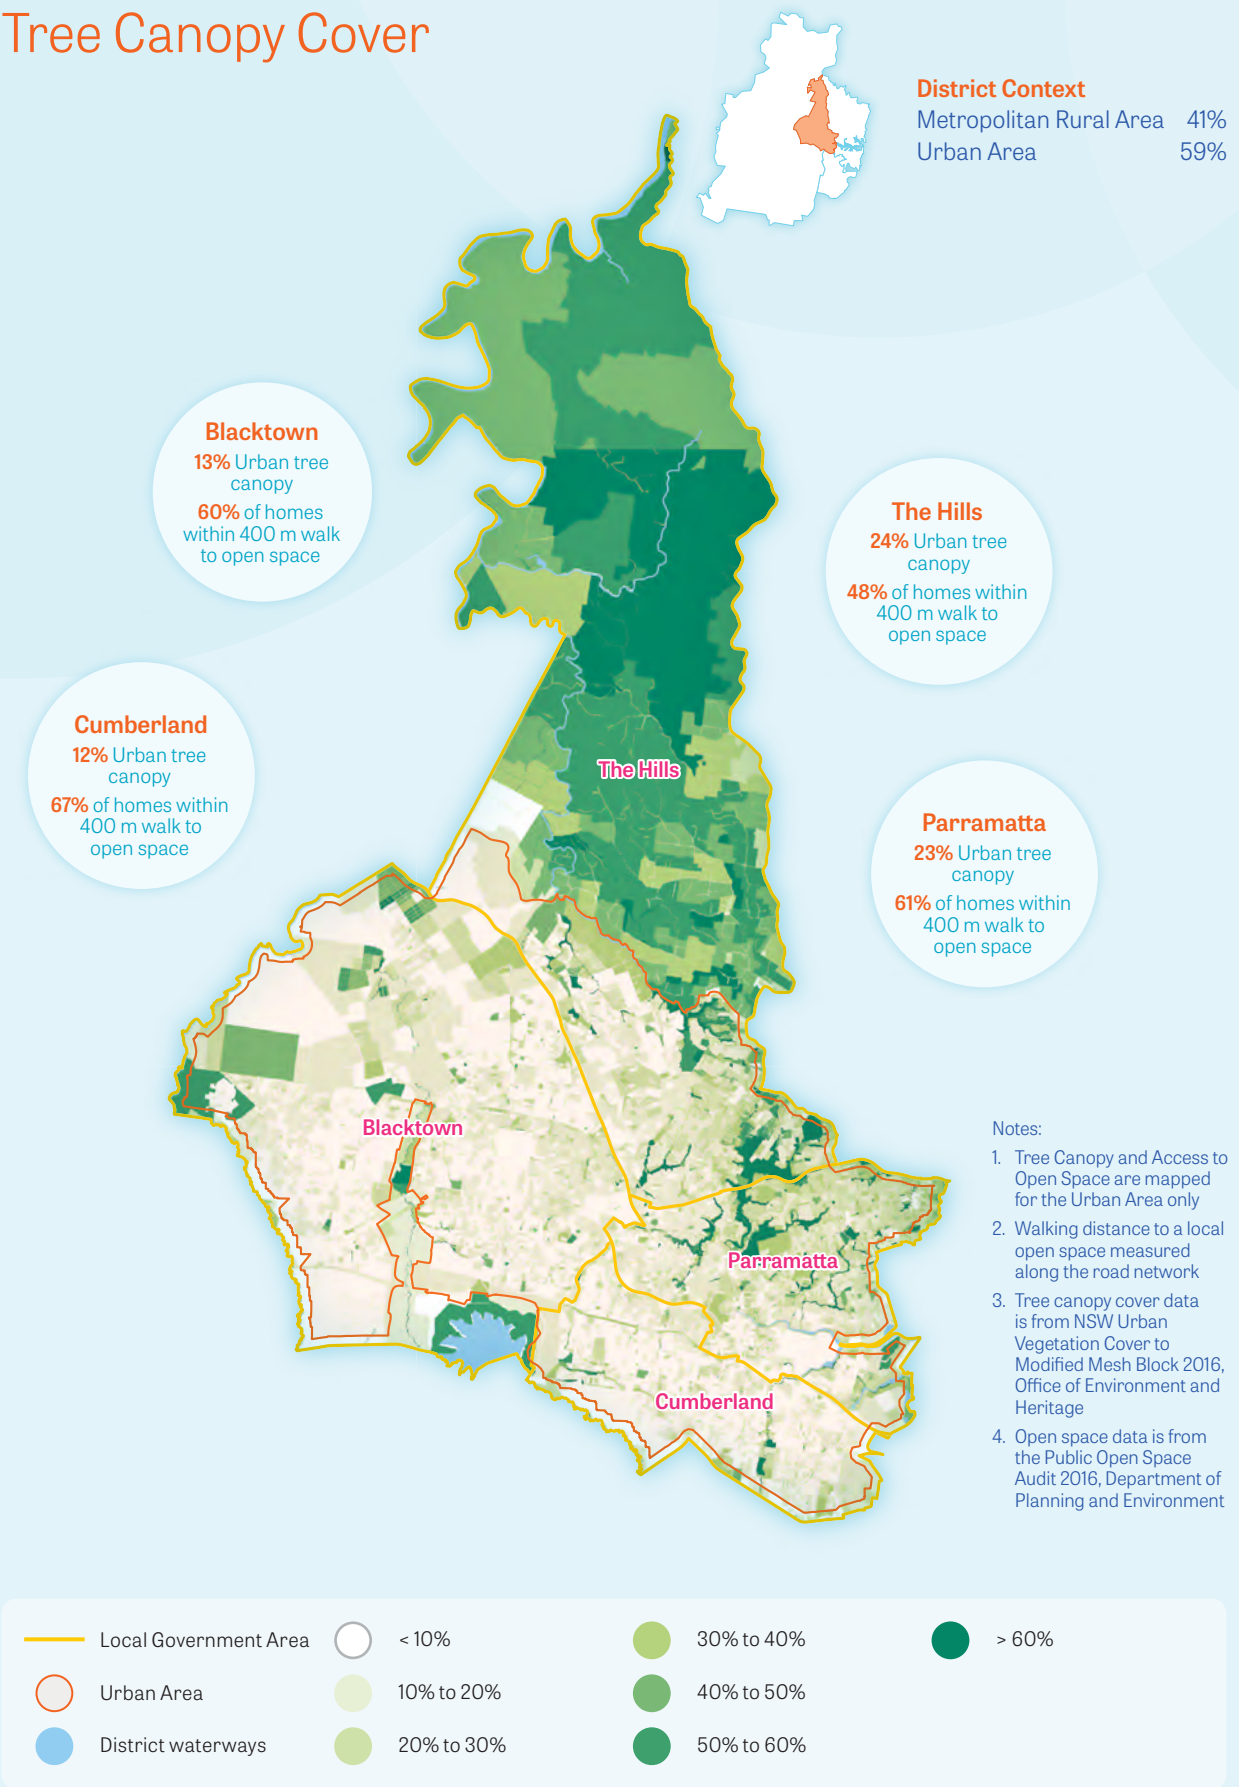 Tree Canopy Cover
District Context
Metropolitan Rural Area 41%
Urban Area 59%
Blacktown
13% Urban tree
canopy
60% of homes
within 400 m walk
to open space
The Hills
24% Urban tree
canopy
48% of homes within
400 m walk to
open space
Cumberland
12% Urban tree
canopy
67% of homes within
400 m walk to
open space
Parramatta
23% Urban tree
canopy
61% of homes within
400 m walk to
open space
The Hills
Blacktown
Parramatta
Cumberland
Notes:
1. Tree Canopy and Access to
Open Space are mapped
for the Urban Area only
2. Walking distance to a local
open space measured
along the road network
3. Tree canopy cover data
is from NSW Urban
Vegetation Cover to
Modified Mesh Block 2016,
Office of Environment and
Heritage
4. Open space data is from
the Public Open Space
Audit 2016, Department of
Planning and Environment
Local Government Area
Urban Area
District waterways
< 10%
10% to 20%
20% to 30%
30% to 40%
40% to 50%
50% to 60%
> 60%